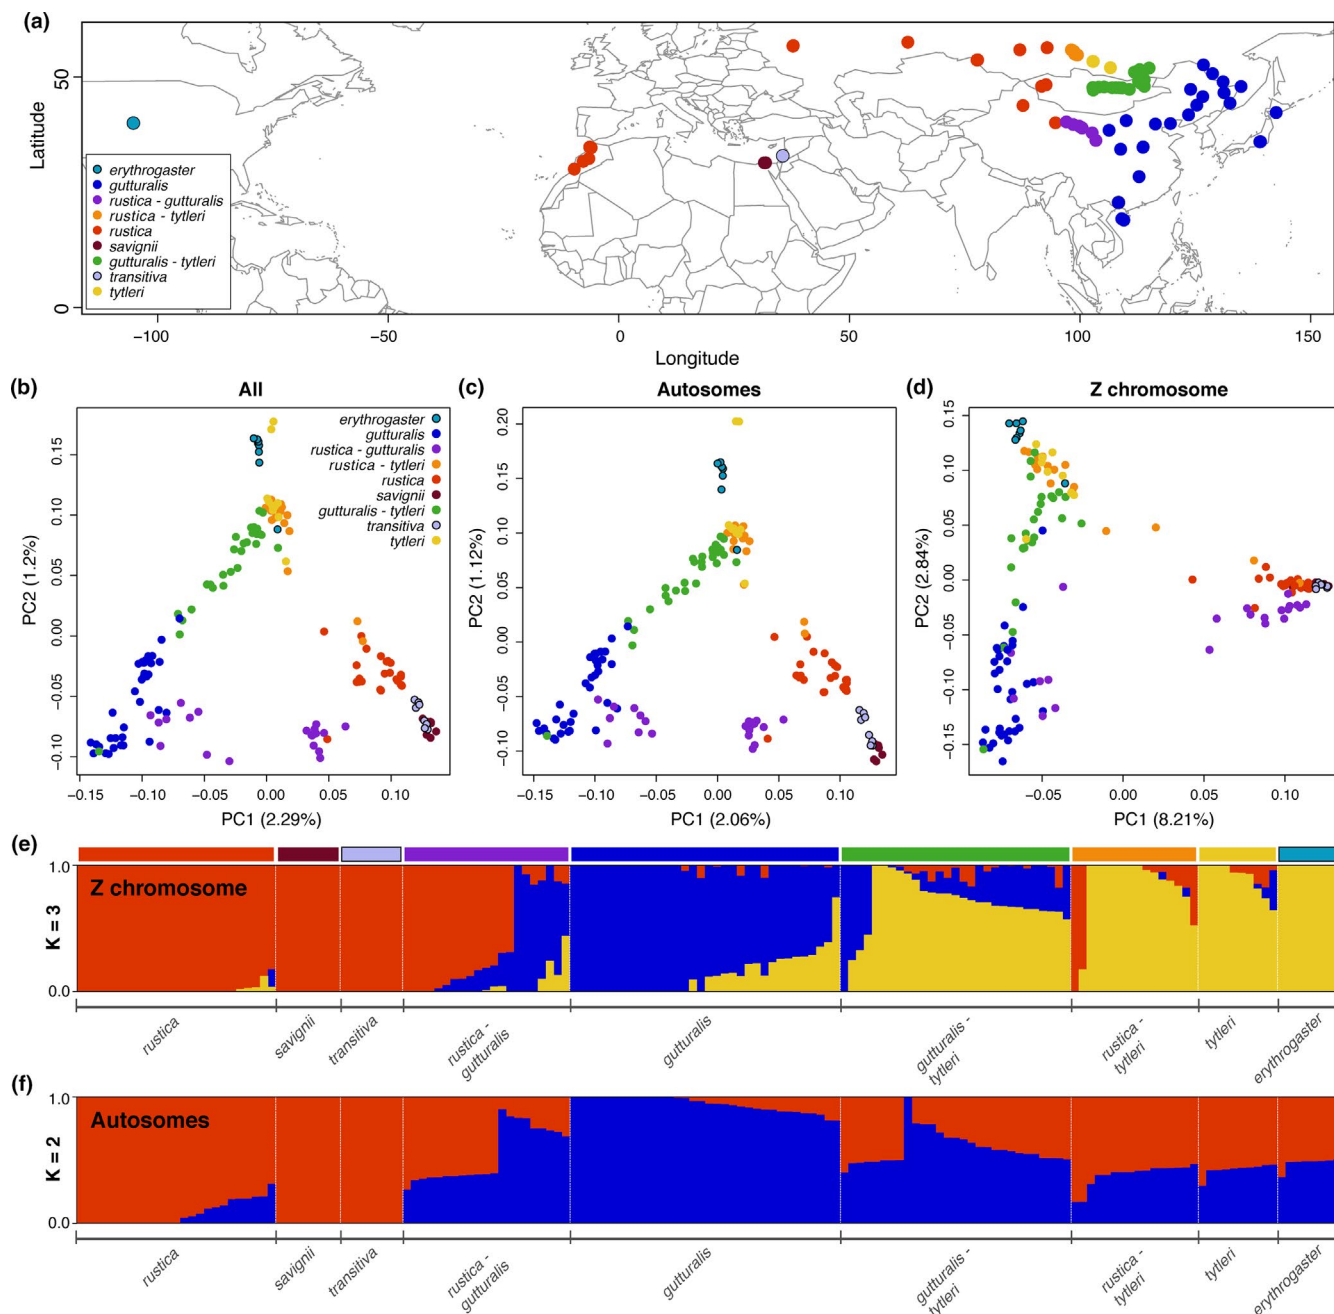 (a)
Latitude
50
0
erythrogaster
gutturalis
rustica - gutturalis
rustica - tytleri
rustica
savignii
gutturalis - tytleri
transitiva
tytleri
−100
−50
0
50
100
150
Longitude
(b)
All
PC2 (1.2%)
0.15
0.10
0.05
0.00
−0.05
−0.10
erythrogaster
gutturalis
rustica - gutturalis
rustica - tytleri
rustica
savignii
gutturalis - tytleri
transitiva
tytleri
−0.15
−0.10
−0.05
0.00
0.05
0.10
PC1 (2.29%)
(c)
Autosomes
PC2 (1.12%)
0.20
0.15
0.10
0.05
0.00
−0.05
−0.10
−0.15
−0.10
−0.05
0.00
0.05
0.10
PC1 (2.06%)
(d)
Z chromosome
PC2 (2.84%)
0.15
0.10
0.05
0.00
−0.05
−0.10
−0.15
−0.05
0.00
0.05
0.10
PC1 (8.21%)
(e)
K = 3
1.0
0.0
Z chromosome
rustica
savignii
transitiva
rustica -
gutturalis
gutturalis
gutturalis -
tytleri
rustica -
tytleri
tytleri
erythrogaster
(f)
K = 2
1.0
0.0
Autosomes
rustica
savignii
transitiva
rustica -
gutturalis
gutturalis
gutturalis -
tytleri
rustica -
tytleri
tytleri
erythrogaster